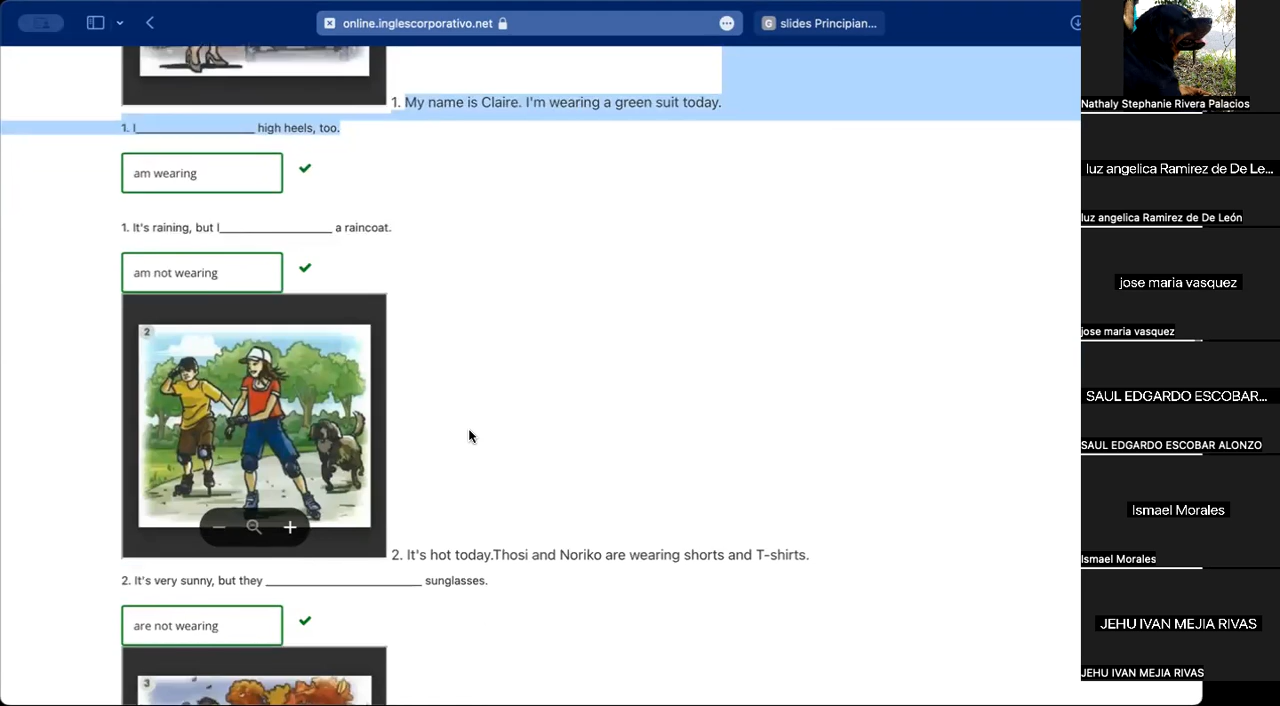 online.inglescorporativo.net
G slides Principian...
1. My name is Claire. I'm wearing a green suit today.
1. I____________________ high heels, too.
am wearing
1. It's raining, but I___________________ a raincoat.
am not wearing
2
2. It's hot today.Thosi and Noriko are wearing shorts and T-shirts.
2. It's very sunny, but they __________________________ sunglasses.
are not wearing
3
Nathaly Stephanie Rivera Palacios
luz angelica Ramirez de De Le...
luz angelica Ramirez de De León
jose maria vasquez
jose maria vasquez
SAUL EDGARDO ESCOBAR...
SAUL EDGARDO ESCOBAR ALONZO
Ismael Morales
Ismael Morales
JEHU IVAN MEJIA RIVAS
JEHU IVAN MEJIA RIVAS